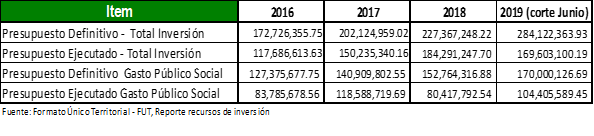 Item 2016 2017 2018 2019 (corte Junio)
Presupuesto Definitivo - Total Inversión 172,726,355.75 202,124,959.02 227,367,248.22 284,122,363.93
Presupuesto Ejecutado - Total Inversión 117,686,613.63 150,235,340.16 184,291,247.70 169,603,100.19
Presupuesto Definitivo Gasto Público Social 127,375,677.75 140,909,802.55 152,764,316.88 170,000,126.69
Presupuesto Ejecutado Gasto Público Social 83,785,678.56 118,588,719.69 80,417,792.54 104,405,589.45
Fuente: Formato Único Territorial - FUT, Reporte recursos de inversión